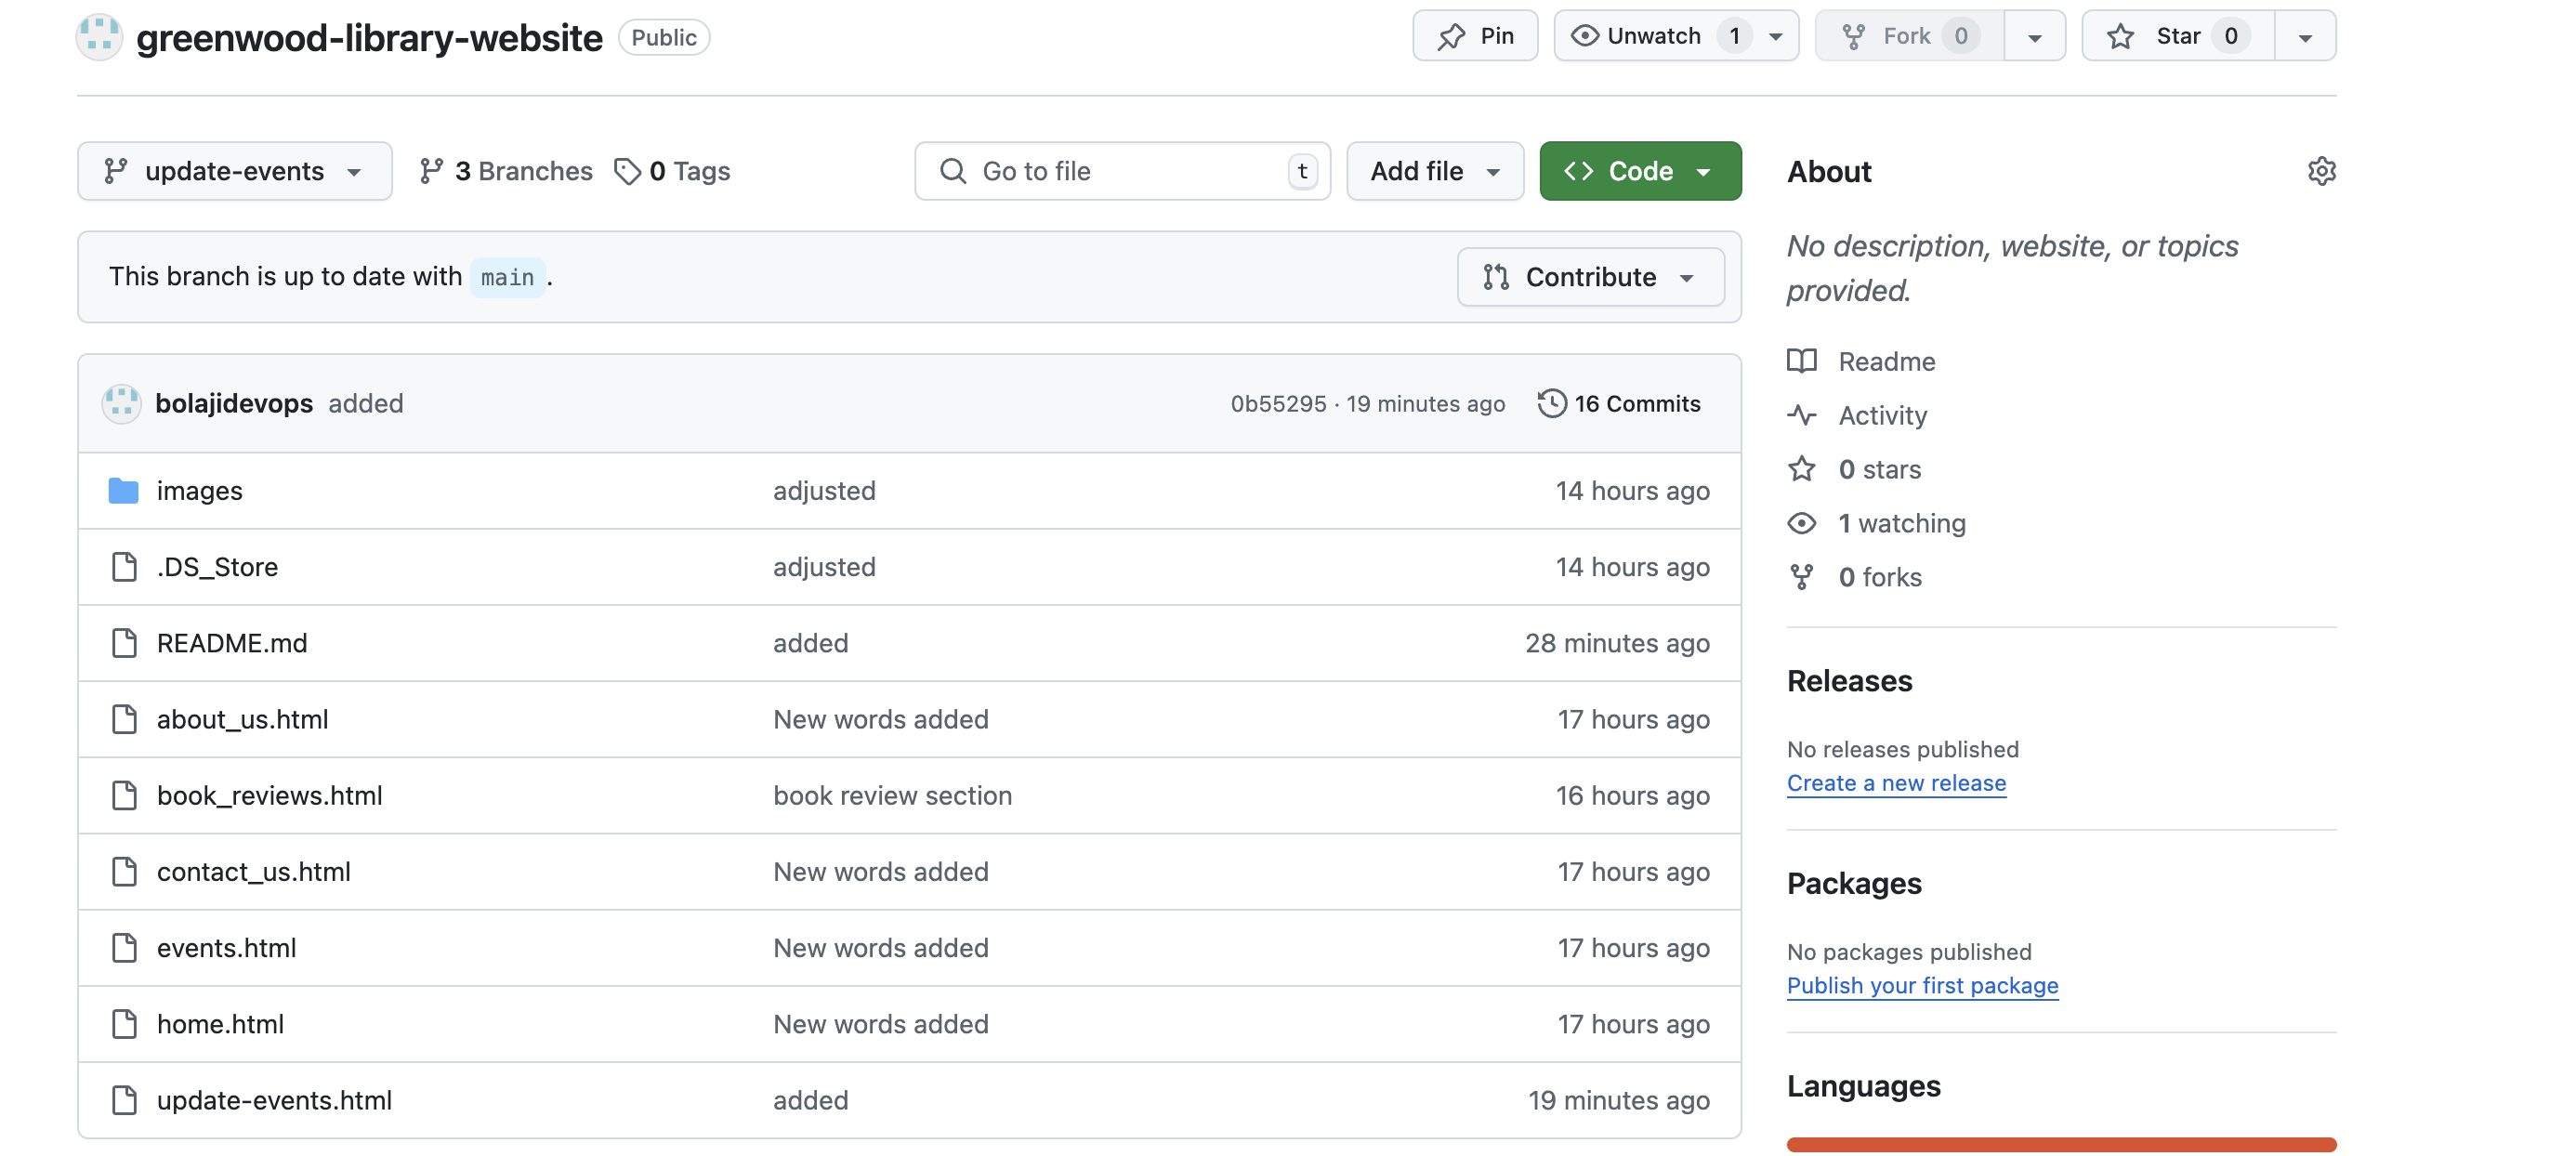 greenwood-library-website Public Pin Unwatch 1 Fork 0 Star 0
update-events 3 Branches 0 Tags Go to file t Add file Code
This branch is up to date with main . Contribute
bolajidevops added 0b55295 · 19 minutes ago 16 Commits
images adjusted 14 hours ago
.DS_Store adjusted 14 hours ago
README.md added 28 minutes ago
about_us.html New words added 17 hours ago
book_reviews.html book review section 16 hours ago
contact_us.html New words added 17 hours ago
events.html New words added 17 hours ago
home.html New words added 17 hours ago
update-events.html added 19 minutes ago
About
No description, website, or topics
provided.
Readme
Activity
0 stars
1 watching
0 forks
Releases
No releases published
Create a new release
Packages
No packages published
Publish your first package
Languages